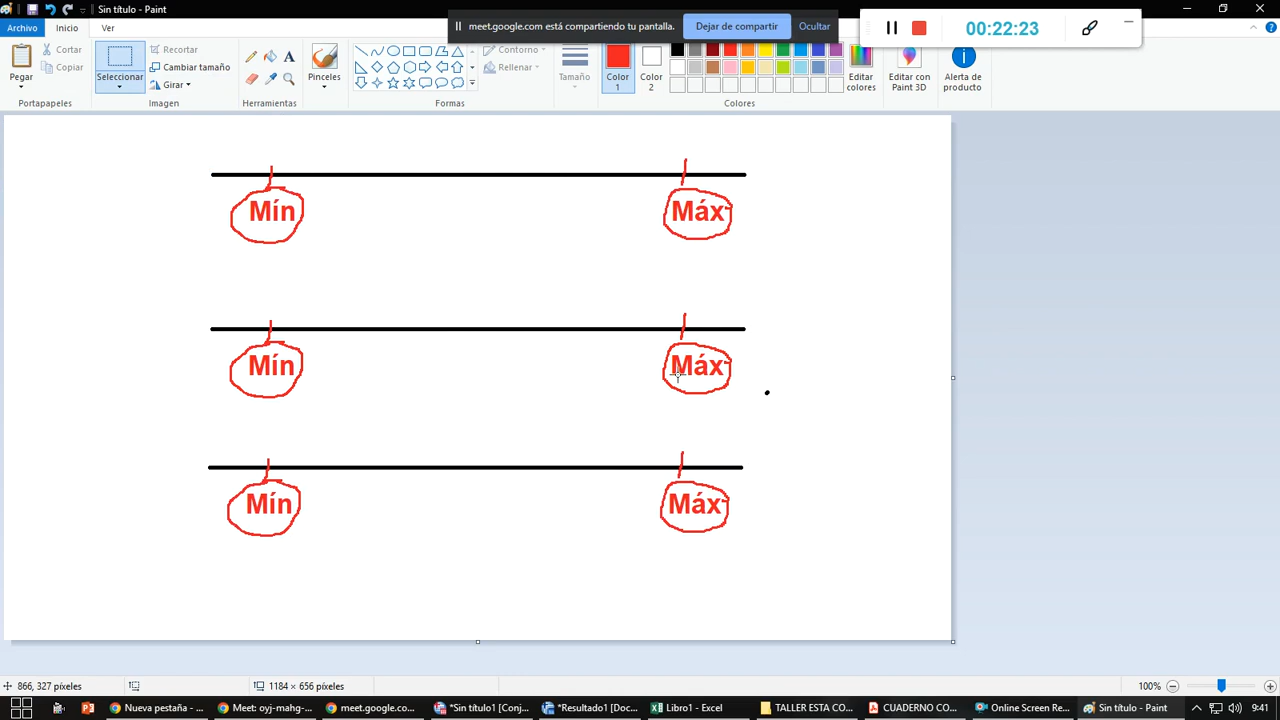 Sin título - Paint
meet.google.com está compartiendo tu pantalla. Dejar de compartir Ocultar
00:22:23
Archivo Inicio Ver
Pegar
Cortar
Copiar
Portapapeles
Seleccionar
Recortar
Cambiar tamaño
Girar
Imagen
A
Herramientas
Pinceles
Contorno
Rellenar
Formas
Tamaño
Color 1
Color 2
Editar colores
Colores
Editar con Paint 3D
Alerta de producto
Mín Máx
Mín Máx
Mín Máx
866, 327 píxeles 1184 × 656 píxeles 100%
Nueva pestaña - ... Meet: oyj-mahg-... meet.google.co... *Sin título1 [Conj... *Resultado1 [Doc... Libro1 - Excel TALLER ESTA CO... CUADERNO CO... Online Screen Re... Sin título - Paint 9:41